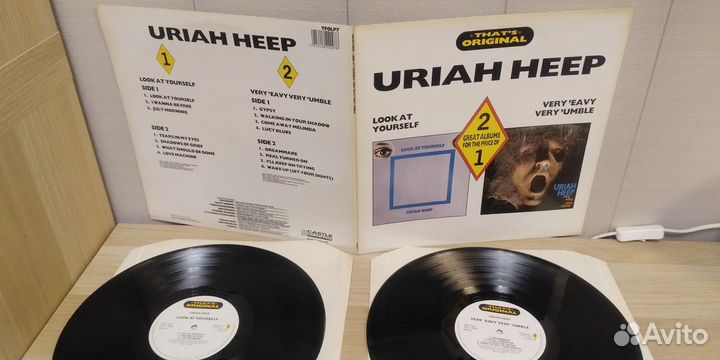 TFOLP7
URIAH HEEP
1
2
LOOK AT YOURSELF
SIDE 1
1. LOOK AT YOURSELF
2. I WANNA BE FREE
3. JULY MORNING
SIDE 2
1. TEARS IN MY EYES
2. SHADOWS OF GRIEF
3. WHAT SHOULD BE DONE
4. LOVE MACHINE
VERY 'EAVY VERY 'UMBLE
SIDE 1
1. GYPSY
2. WALKING IN YOUR SHADOW
3. COME AWAY MELINDA
4. LUCY BLUES
SIDE 2
1. DREAMMARE
2. REAL TURNED ON
3. I'LL KEEP ON TRYING
4. WAKE UP (SET YOUR SIGHTS)
CASTLE
THAT'S
ORIGINAL
URIAH HEEP
LOOK AT
YOURSELF
VERY 'EAVY
VERY 'UMBLE
2
GREAT ALBUMS
FOR THE PRICE OF
1
LOOK AT YOURSELF
URIAH HEEP
URIAH
HEEP
THAT'S
ORIGINAL
URIAH HEEP
LOOK AT YOURSELF
THAT'S
ORIGINAL
URIAH HEEP
VERY 'EAVY VERY 'UMBLE
Avito